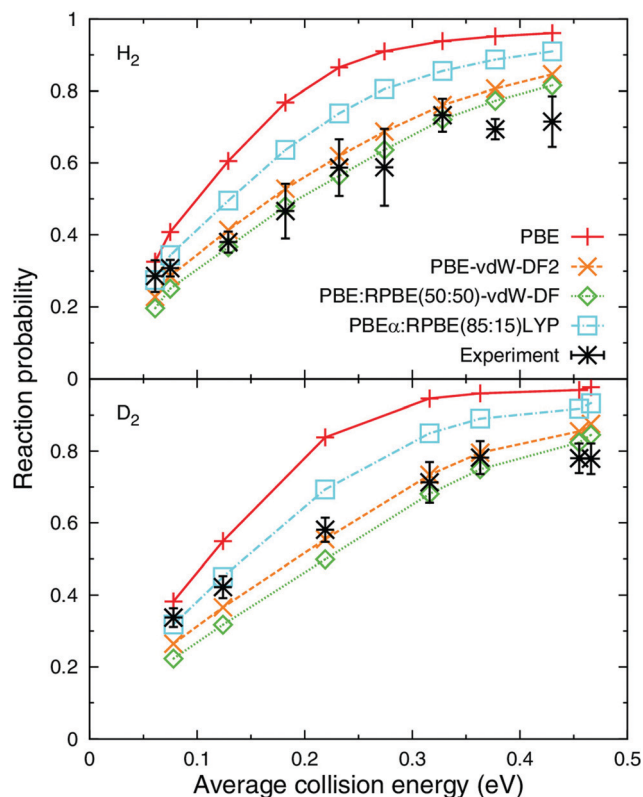 H2
1
0.8
0.6
0.4
0.2
0
PBE
PBE-vdW-DF2
PBE:RPBE(50:50)-vdW-DF
PBEα:RPBE(85:15)LYP
Experiment
Reaction probability
D2
0.8
0.6
0.4
0.2
0
0 0.1 0.2 0.3 0.4 0.5
Average collision energy (eV)